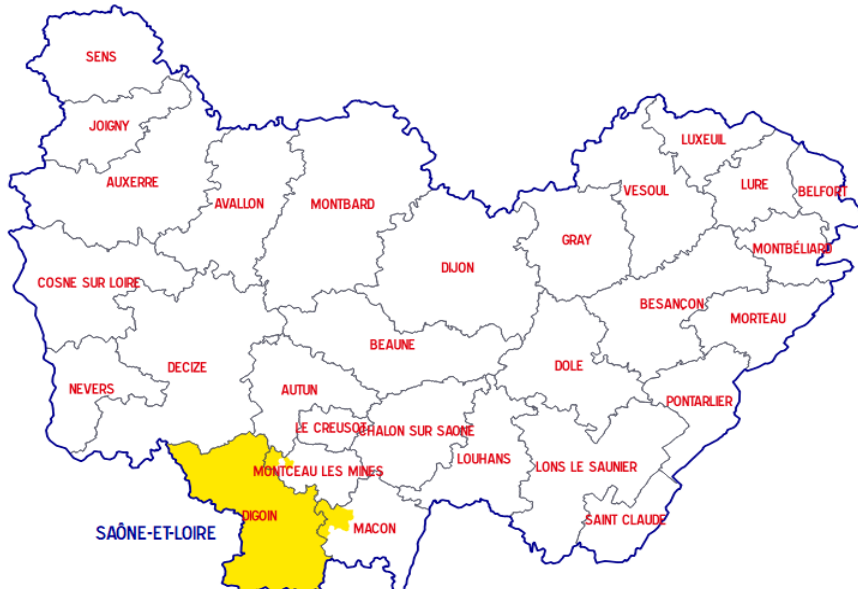 SENS
JOIGNY
LUXEUIL
AUXERRE
LURE
BELFORT
VESOUL
AVALLON
MONTBARD
GRAY
MONTBÉLIARD
DIJON
COSNE SUR LOIRE
BESANÇON
MORTEAU
BEAUNE
DECIZE
DOLE
NEVERS
AUTUN
PONTARLIER
LE CREUSOT
CHALON SUR SAONE
LOUHANS
MONTCEAU LES MINES
LONS LE SAUNIER
DIGOIN
SAINT CLAUDE
MACON
SAÔNE-ET-LOIRE